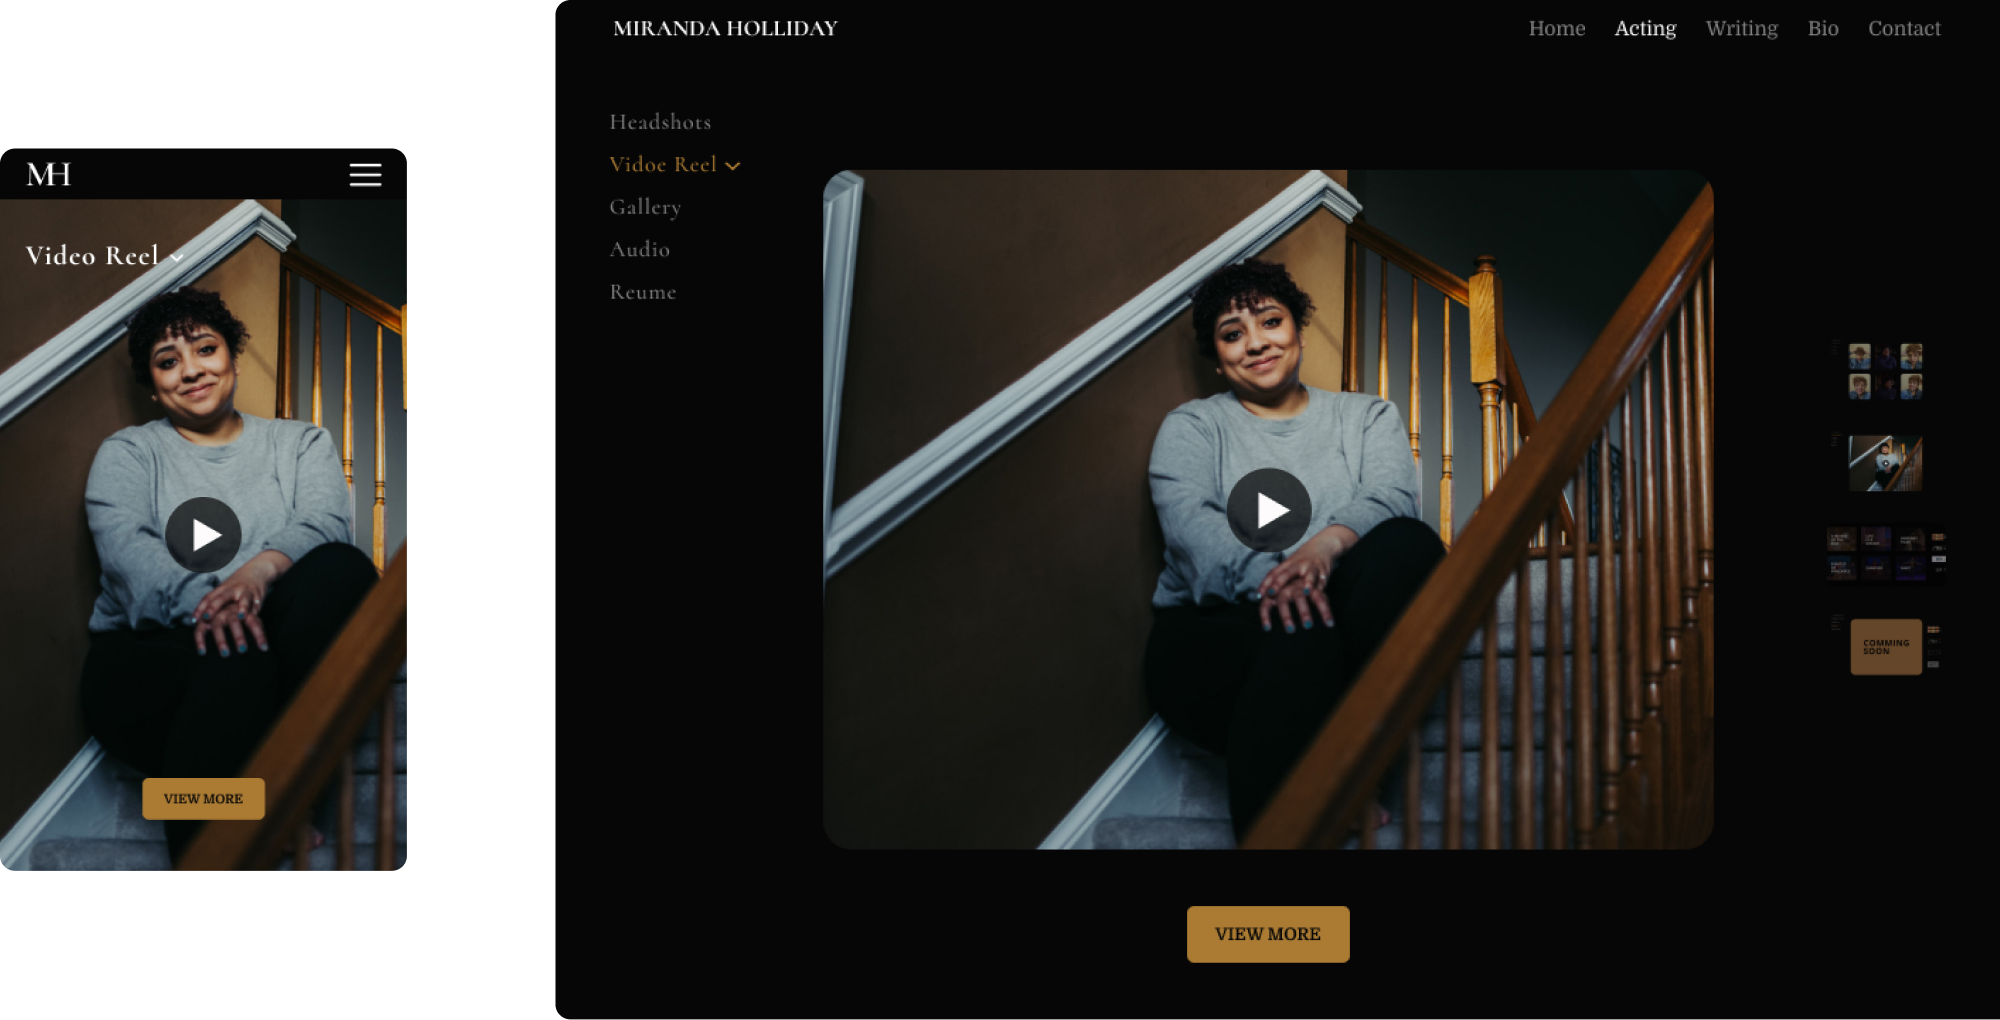 MH
Video Reel
VIEW MORE
MIRANDA HOLLIDAY
Home Acting Writing Bio Contact
Headshots
Vidoe Reel
Gallery
Audio
Reume
COMMING
SOON
VIEW MORE